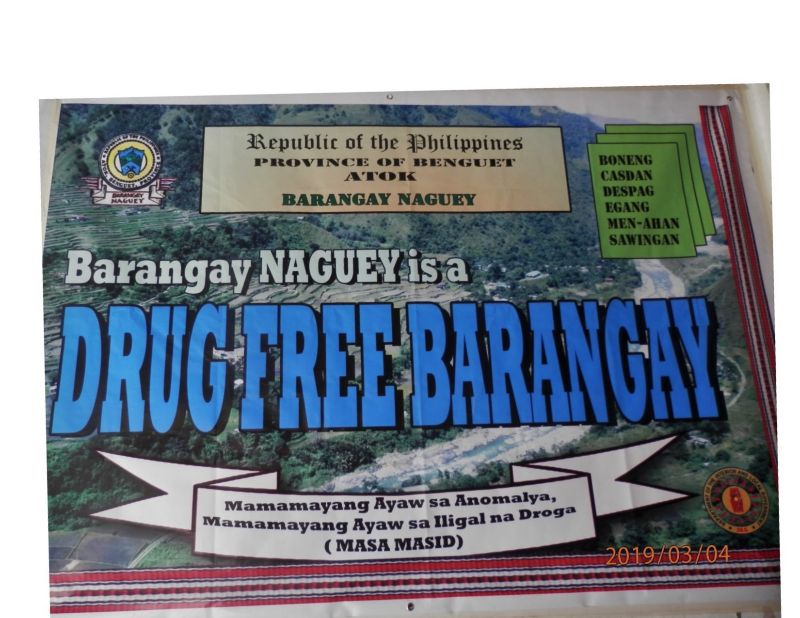 Republic of the Philippines
PROVINCE OF BENGUET
ATOK
BARANGAY NAGUEY
BARANGAY
NAGUEY
BONENG
CASDAN
DESPAG
EGANG
MEN-AHAN
SAWINGAN
Barangay NAGUEY is a
DRUG FREE BARANGAY
Mamamayang Ayaw sa Anomalya,
Mamamayang Ayaw sa Iligal na Droga
( MASA MASID)
2019/03/04